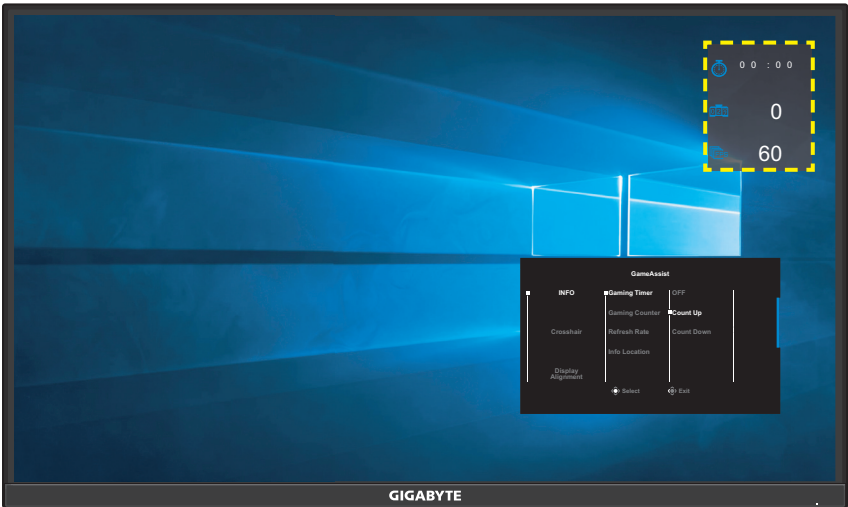 00 :00
0
60
GameAssist
INFO
Gaming Timer
OFF
Gaming Counter
Count Up
Crosshair
Refresh Rate
Count Down
Info Location
Display
Alignment
Select
Exit
GIGABYTE